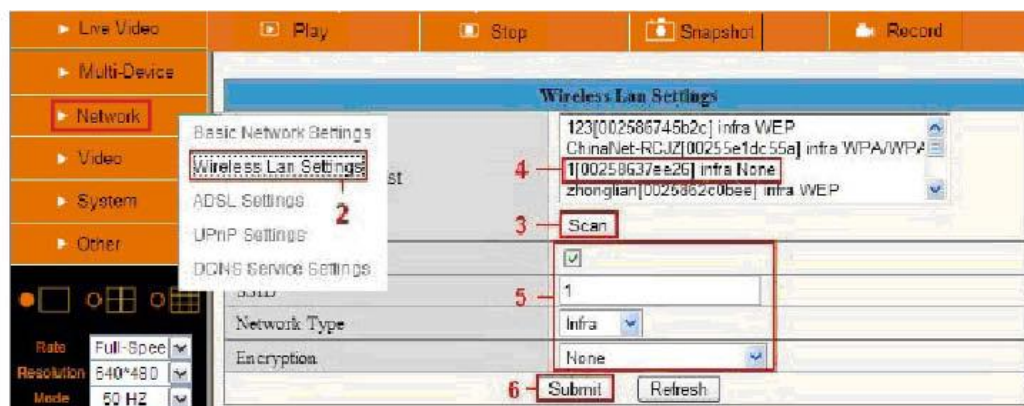 Live Video
Play
Stop
Snapshot
Record
Multi-Device
Network
Video
System
Other
Wireless Lan Settings
Basic Network Settings
Wireless Lan Settings
2
ADSL Settings
UPnP Settings
DDNS Service Settings
st
123[002586745b2c] infra WEP
ChinaNet-RCJZ[00255e1dc55a] infra WPA/WPA
4
1[00258637ee26] infra None
zhonglian[0025862c0bee] infra WEP
3
Scan
5
SSID
1
Network Type
Infra
Encryption
None
6
Submit
Refresh
Rate
Full-Spee
Resolution
640*480
Mode
50 HZ